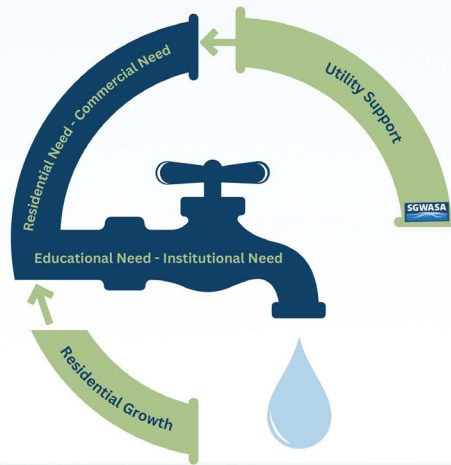 Residential Need - Commercial Need
Utility Support
SGWASA
Educational Need - Institutional Need
Residential Growth